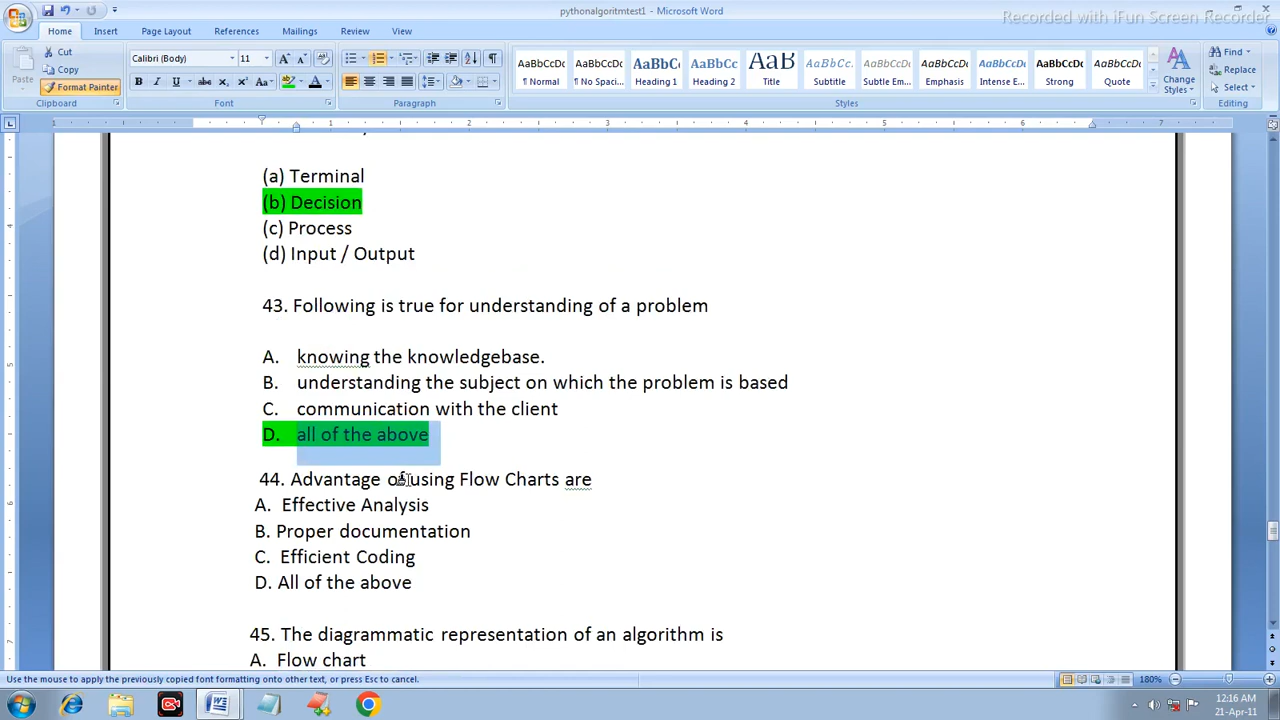 pythonalgoritmtest1 - Microsoft Word
Recorded with iFun Screen Recorder
Home Insert Page Layout References Mailings Review View
Cut
Copy
Format Painter
Paste
Clipboard
Calibri (Body) 11
Font
Paragraph
AaBbCcDc AaBbCcDc AaBbC AaBbCc AaB AaBbCc. AaBbCcDc AaBbCcDc AaBbCcDc AaBbCcDc AaBbCcDc
¶ Normal ¶ No Spaci... Heading 1 Heading 2 Title Subtitle Subtle Em... Emphasis Intense E... Strong Quote
Change Styles
Styles
Find
Replace
Select
Editing
(a) Terminal
(b) Decision
(c) Process
(d) Input / Output
43. Following is true for understanding of a problem
A. knowing the knowledgebase.
B. understanding the subject on which the problem is based
C. communication with the client
D. all of the above
44. Advantage of using Flow Charts are
A. Effective Analysis
B. Proper documentation
C. Efficient Coding
D. All of the above
45. The diagrammatic representation of an algorithm is
A. Flow chart
Use the mouse to apply the previously copied font formatting onto other text, or press Esc to cancel.
180%
12:16 AM
21-Apr-11